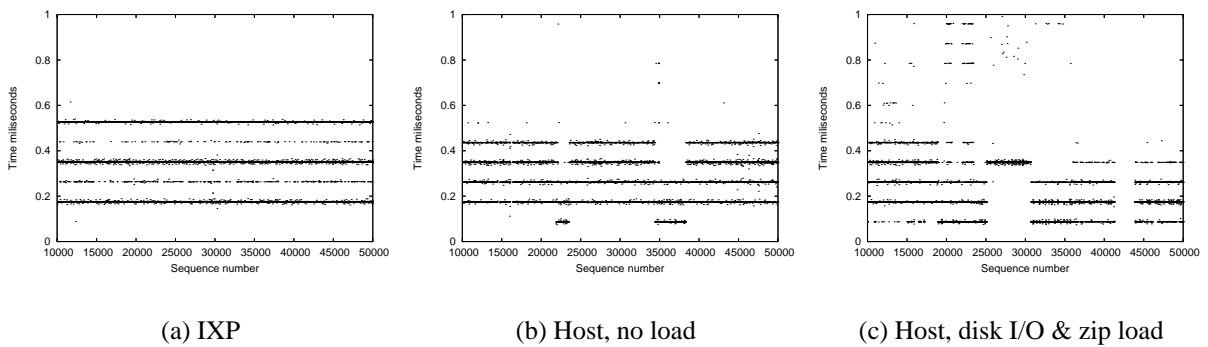 1
0.8
0.6
0.4
0.2
0
10000 15000 20000 25000 30000 35000 40000 45000 50000
Time miliseconds
Sequence number
(a) IXP
1
0.8
0.6
0.4
0.2
0
10000 15000 20000 25000 30000 35000 40000 45000 50000
Time miliseconds
Sequence number
(b) Host, no load
1
0.8
0.6
0.4
0.2
0
10000 15000 20000 25000 30000 35000 40000 45000 50000
Time miliseconds
Sequence number
(c) Host, disk I/O & zip load